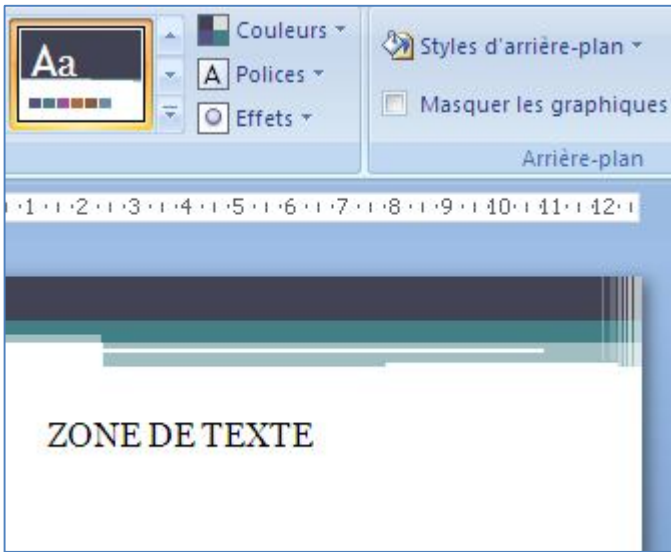 Aa
Couleurs
Polices
Effets
Styles d'arrière-plan
Masquer les graphiques
Arrière-plan
1 2 3 4 5 6 7 8 9 10 11 12
ZONE DE TEXTE